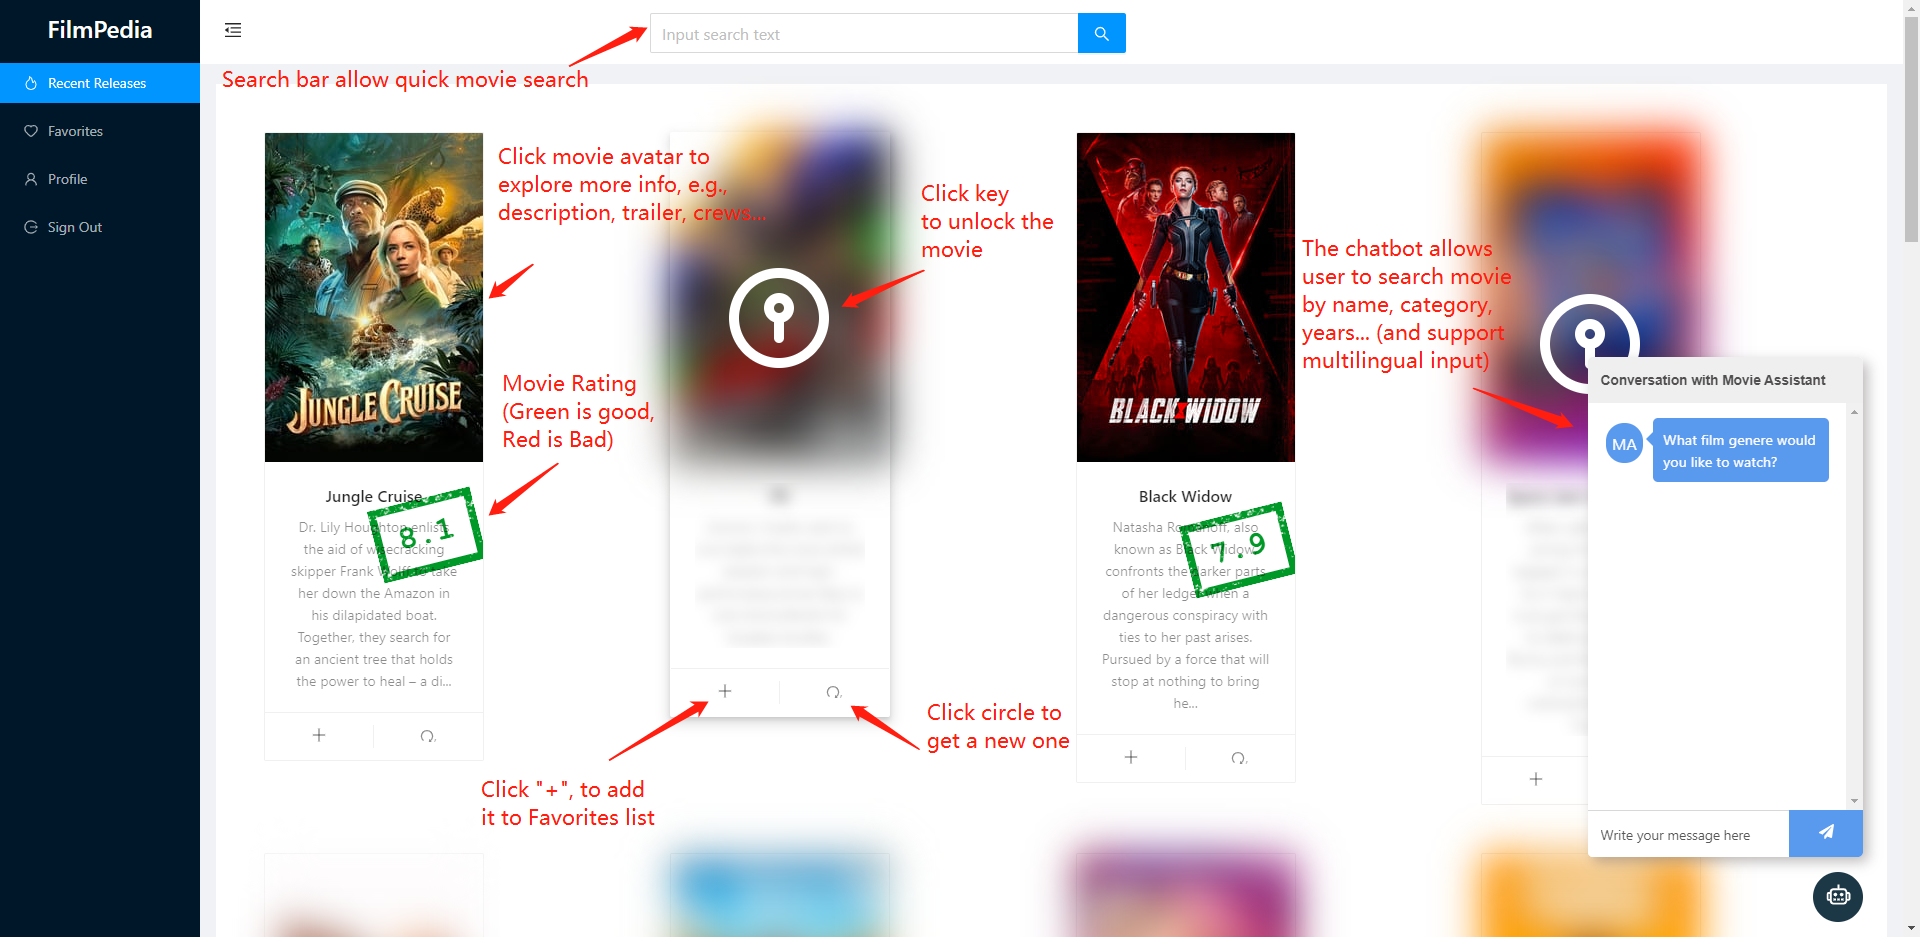 FilmPedia
Recent Releases
Favorites
Profile
Sign Out
Input search text
Search bar allow quick movie search
JUNGLE CRUISE
Click movie avatar to
explore more info, e.g.,
description, trailer, crews...
Movie Rating
(Green is good,
Red is Bad)
Jungle Cruise
8.1
Dr. Lily Houghton enlists
the aid of wisecracking
skipper Frank Wolff to take
her down the Amazon in
his dilapidated boat.
Together, they search for
an ancient tree that holds
the power to heal – a di...
Click key
to unlock the
movie
Click "+", to add
it to Favorites list
Click circle to
get a new one
BLACK WIDOW
Black Widow
7.9
Natasha Romanoff, also
known as Black Widow,
confronts the darker parts
of her ledger when a
dangerous conspiracy with
ties to her past arises.
Pursued by a force that will
stop at nothing to bring
he...
The chatbot allows
user to search movie
by name, category,
years... (and support
multilingual input)
Conversation with Movie Assistant
MA
What film genere would
you like to watch?
Write your message here